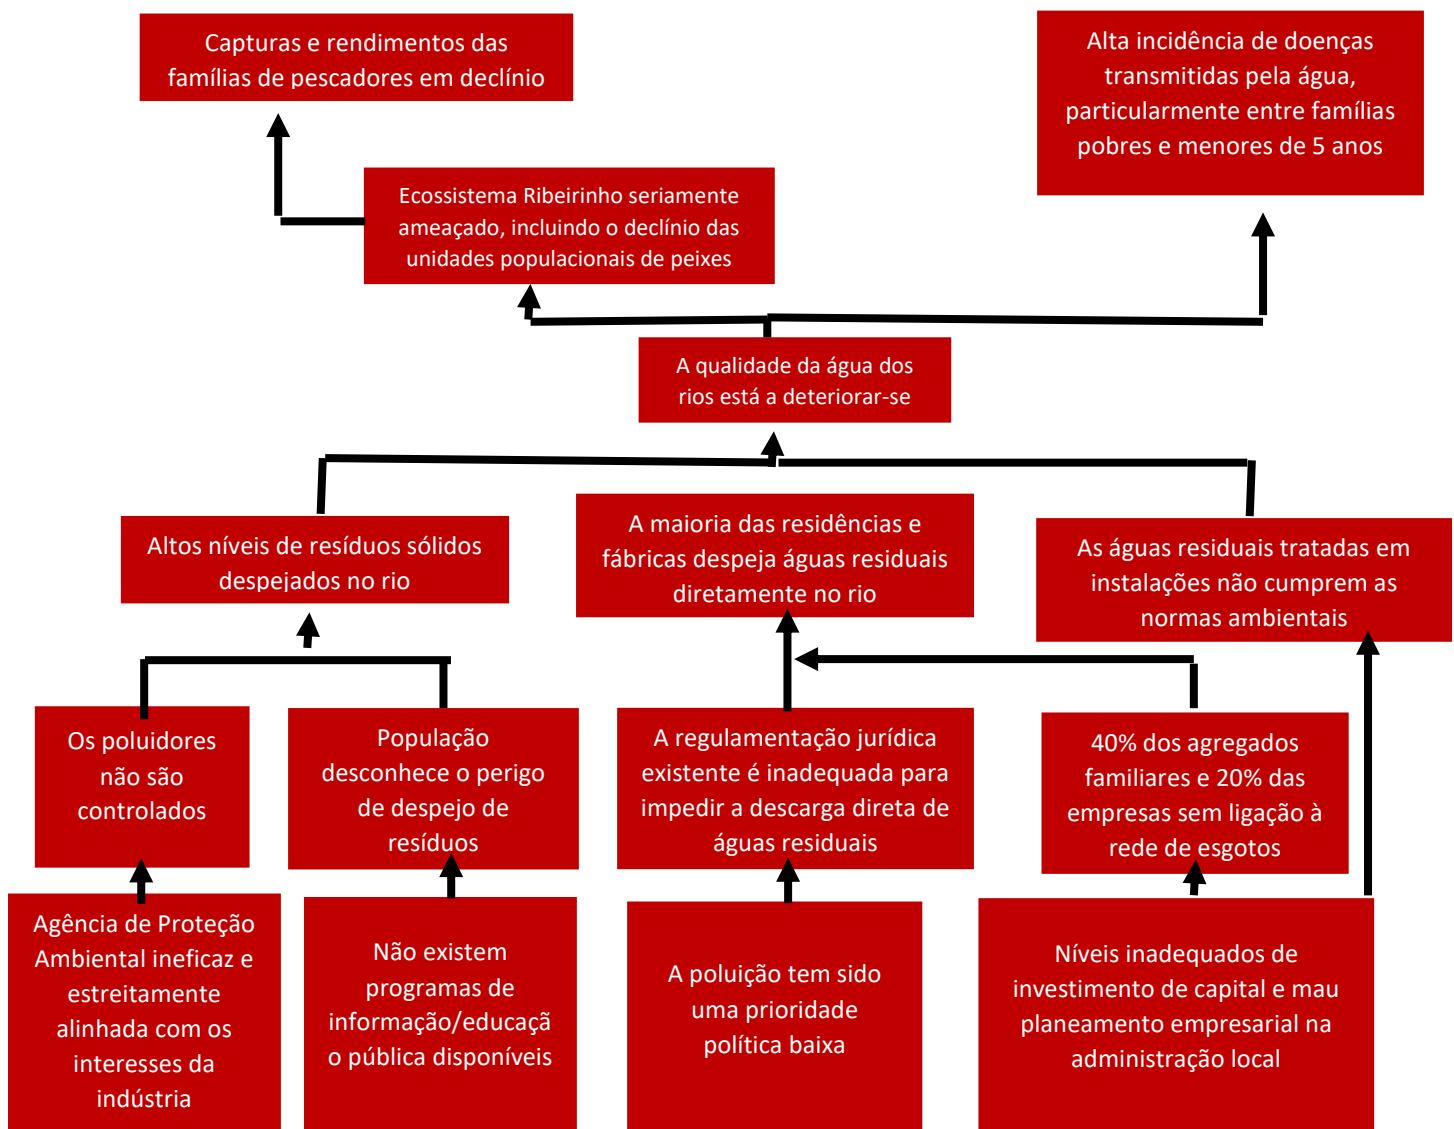 Capturas e rendimentos das
famílias de pescadores em declínio
Alta incidência de doenças
transmitidas pela água,
particularmente entre famílias
pobres e menores de 5 anos
Ecossistema Ribeirinho seriamente
ameaçado, incluindo o declínio das
unidades populacionais de peixes
A qualidade da água dos
rios está a deteriorar-se
Altos níveis de resíduos sólidos
despejados no rio
A maioria das residências e
fábricas despeja águas residuais
diretamente no rio
As águas residuais tratadas em
instalações não cumprem as
normas ambientais
Os poluidores
não são
controlados
População
desconhece o perigo
de despejo de
resíduos
A regulamentação jurídica
existente é inadequada para
impedir a descarga direta de
águas residuais
40% dos agregados
familiares e 20% das
empresas sem ligação à
rede de esgotos
Agência de Proteção
Ambiental ineficaz e
estreitamente
alinhada com os
interesses da
indústria
Não existem
programas de
informação/educaçã
o pública disponíveis
A poluição tem sido
uma prioridade
política baixa
Níveis inadequados de
investimento de capital e mau
planeamento empresarial na
administração local